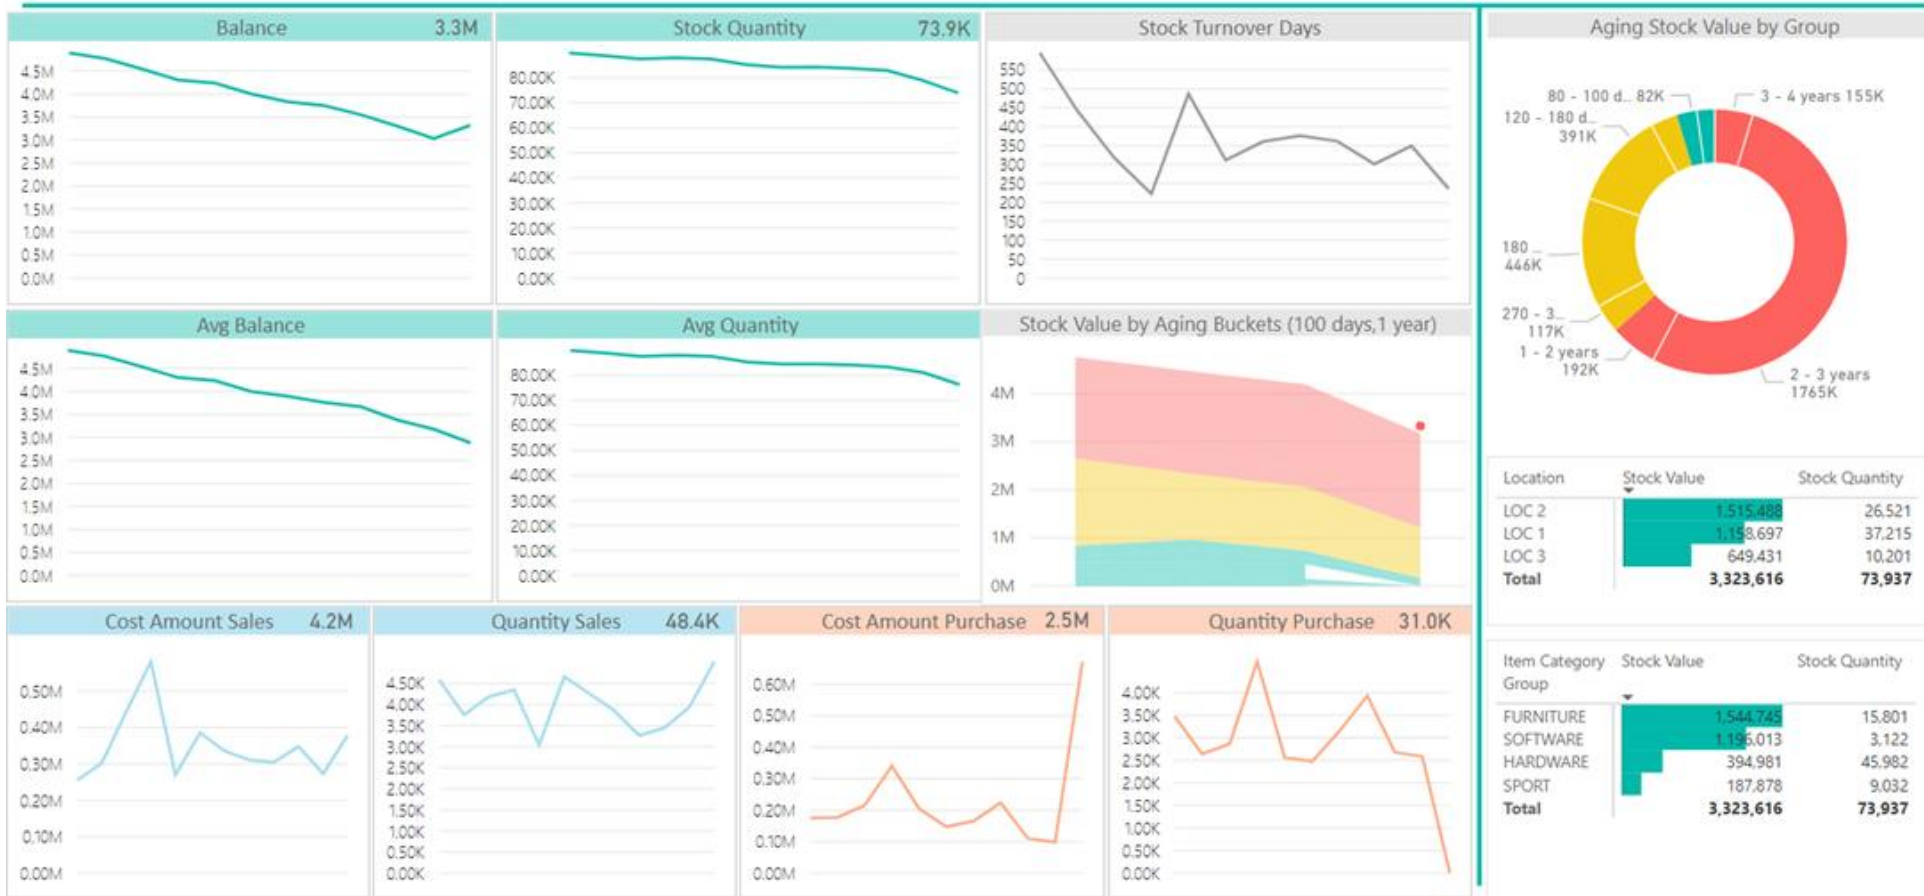 Balance 3.3M
4.5M
4.0M
3.5M
3.0M
2.5M
2.0M
1.5M
1.0M
0.5M
0.0M
Stock Quantity 73.9K
80.00K
70.00K
60.00K
50.00K
40.00K
30.00K
20.00K
10.00K
0.00K
Stock Turnover Days
550
500
450
400
350
300
250
200
150
100
50
0
Aging Stock Value by Group
80 - 100 d... 82K
3 - 4 years 155K
120 - 180 d...
391K
180 ...
446K
270 - 3...
117K
1 - 2 years
192K
2 - 3 years
1765K
Avg Balance
4.5M
4.0M
3.5M
3.0M
2.5M
2.0M
1.5M
1.0M
0.5M
0.0M
Avg Quantity
80.00K
70.00K
60.00K
50.00K
40.00K
30.00K
20.00K
10.00K
0.00K
Stock Value by Aging Buckets (100 days,1 year)
4M
3M
2M
1M
0M
Location Stock Value Stock Quantity
LOC 2 1,515,488 26,521
LOC 1 1,158,697 37,215
LOC 3 649,431 10,201
Total 3,323,616 73,937
Cost Amount Sales 4.2M
0.50M
0.40M
0.30M
0.20M
0.10M
0.00M
Quantity Sales 48.4K
4.50K
4.00K
3.50K
3.00K
2.50K
2.00K
1.50K
1.00K
0.50K
0.00K
Cost Amount Purchase 2.5M
0.60M
0.50M
0.40M
0.30M
0.20M
0.10M
0.00M
Quantity Purchase 31.0K
4.00K
3.50K
3.00K
2.50K
2.00K
1.50K
1.00K
0.50K
0.00K
Item Category Stock Value Stock Quantity
Group
FURNITURE 1,544,745 15,801
SOFTWARE 1,196,013 3,122
HARDWARE 394,981 45,982
SPORT 187,878 9,032
Total 3,323,616 73,937